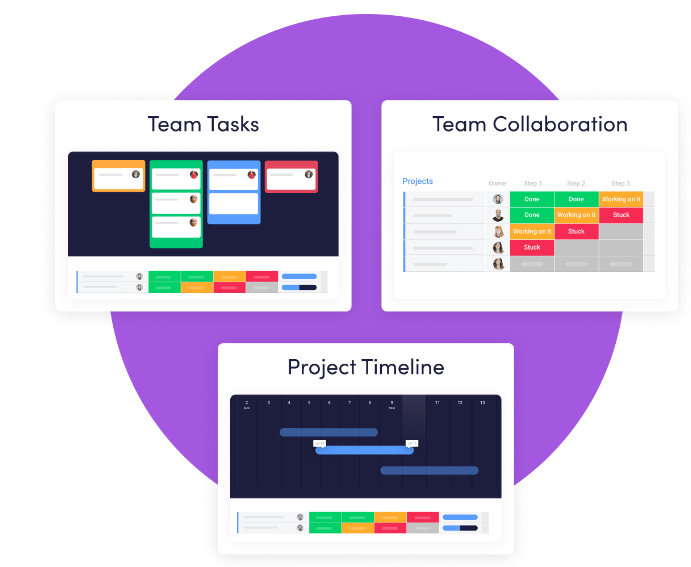 Team Tasks
Team Collaboration
Projects
Owner Step 1 Step 2 Step 3
Done Done Working on it
Done Working on it Stuck
Working on it Stuck
Stuck
Project Timeline
2 3 4 5 6 7 8 9 11 12 13